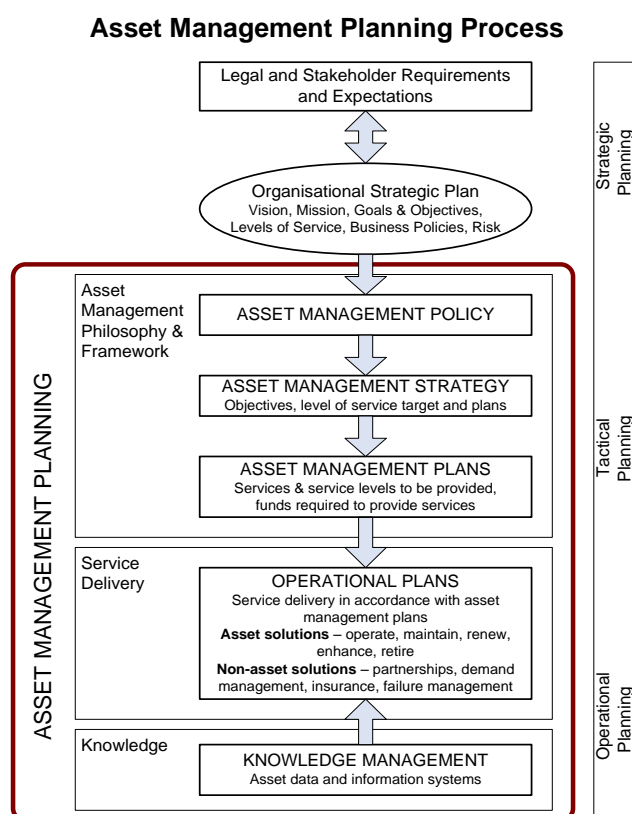 Asset Management Planning Process
Legal and Stakeholder Requirements
and Expectations
Strategic
Planning
Organisational Strategic Plan
Vision, Mission, Goals & Objectives,
Levels of Service, Business Policies, Risk
ASSET MANAGEMENT PLANNING
Asset
Management
Philosophy &
Framework
ASSET MANAGEMENT POLICY
ASSET MANAGEMENT STRATEGY
Objectives, level of service target and plans
Tactical
Planning
ASSET MANAGEMENT PLANS
Services & service levels to be provided,
funds required to provide services
Service
Delivery
OPERATIONAL PLANS
Service delivery in accordance with asset
management plans
Asset solutions – operate, maintain, renew,
enhance, retire
Non-asset solutions – partnerships, demand
management, insurance, failure management
Operational
Planning
Knowledge
KNOWLEDGE MANAGEMENT
Asset data and information systems